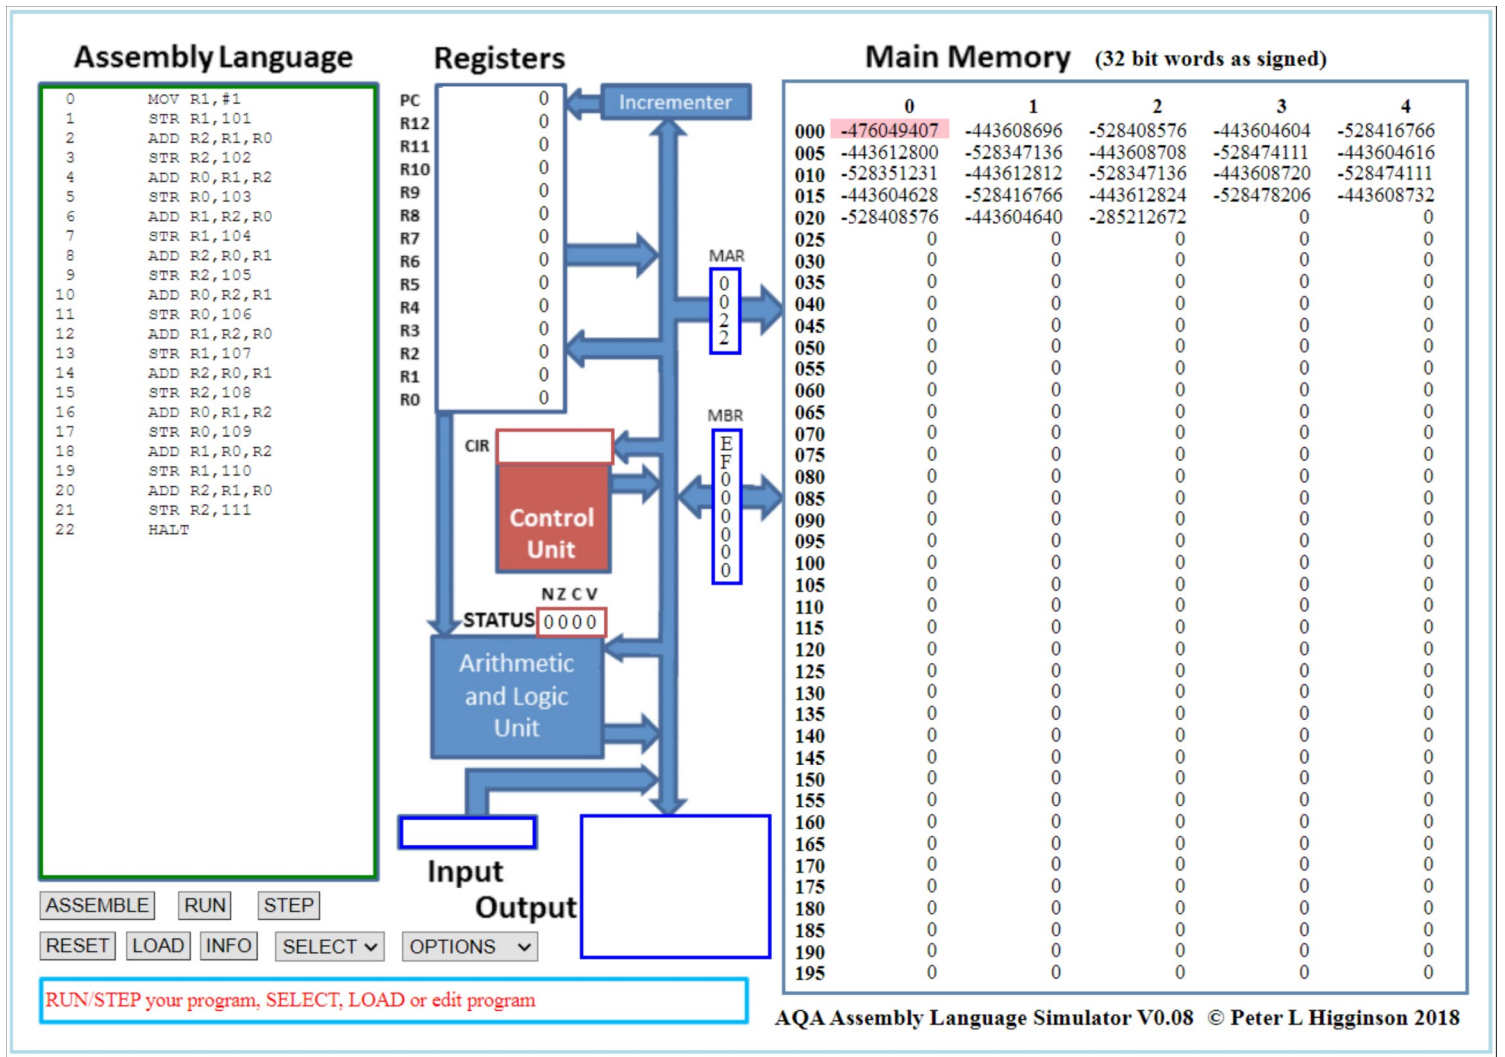 Assembly Language
0 MOV R1,#1
1 STR R1,101
2 ADD R2,R1,R0
3 STR R2,102
4 ADD R0,R1,R2
5 STR R0,103
6 ADD R1,R2,R0
7 STR R1,104
8 ADD R2,R0,R1
9 STR R2,105
10 ADD R0,R2,R1
11 STR R0,106
12 ADD R1,R2,R0
13 STR R1,107
14 ADD R2,R0,R1
15 STR R2,108
16 ADD R0,R1,R2
17 STR R0,109
18 ADD R1,R0,R2
19 STR R1,110
20 ADD R2,R1,R0
21 STR R2,111
22 HALT
ASSEMBLE RUN STEP
RESET LOAD INFO SELECT OPTIONS
RUN/STEP your program, SELECT, LOAD or edit program
Registers
PC 0
R12 0
R11 0
R10 0
R9 0
R8 0
R7 0
R6 0
R5 0
R4 0
R3 0
R2 0
R1 0
R0 0
Incrementer
MAR
0
0
2
2
MBR
E
F
0
0
0
0
0
0
CIR
Control
Unit
N Z C V
STATUS 0 0 0 0
Arithmetic
and Logic
Unit
Input
Output
Main Memory (32 bit words as signed)
0 1 2 3 4
000 -476049407 -443608696 -528408576 -443604604 -528416766
005 -443612800 -528347136 -443608708 -528474111 -443604616
010 -528351231 -443612812 -528347136 -443608720 -528474111
015 -443604628 -528416766 -443612824 -528478206 -443608732
020 -528408576 -443604640 -285212672 0 0
025 0 0 0 0 0
030 0 0 0 0 0
035 0 0 0 0 0
040 0 0 0 0 0
045 0 0 0 0 0
050 0 0 0 0 0
055 0 0 0 0 0
060 0 0 0 0 0
065 0 0 0 0 0
070 0 0 0 0 0
075 0 0 0 0 0
080 0 0 0 0 0
085 0 0 0 0 0
090 0 0 0 0 0
095 0 0 0 0 0
100 0 0 0 0 0
105 0 0 0 0 0
110 0 0 0 0 0
115 0 0 0 0 0
120 0 0 0 0 0
125 0 0 0 0 0
130 0 0 0 0 0
135 0 0 0 0 0
140 0 0 0 0 0
145 0 0 0 0 0
150 0 0 0 0 0
155 0 0 0 0 0
160 0 0 0 0 0
165 0 0 0 0 0
170 0 0 0 0 0
175 0 0 0 0 0
180 0 0 0 0 0
185 0 0 0 0 0
190 0 0 0 0 0
195 0 0 0 0 0
AQA Assembly Language Simulator V0.08 © Peter L Higginson 2018